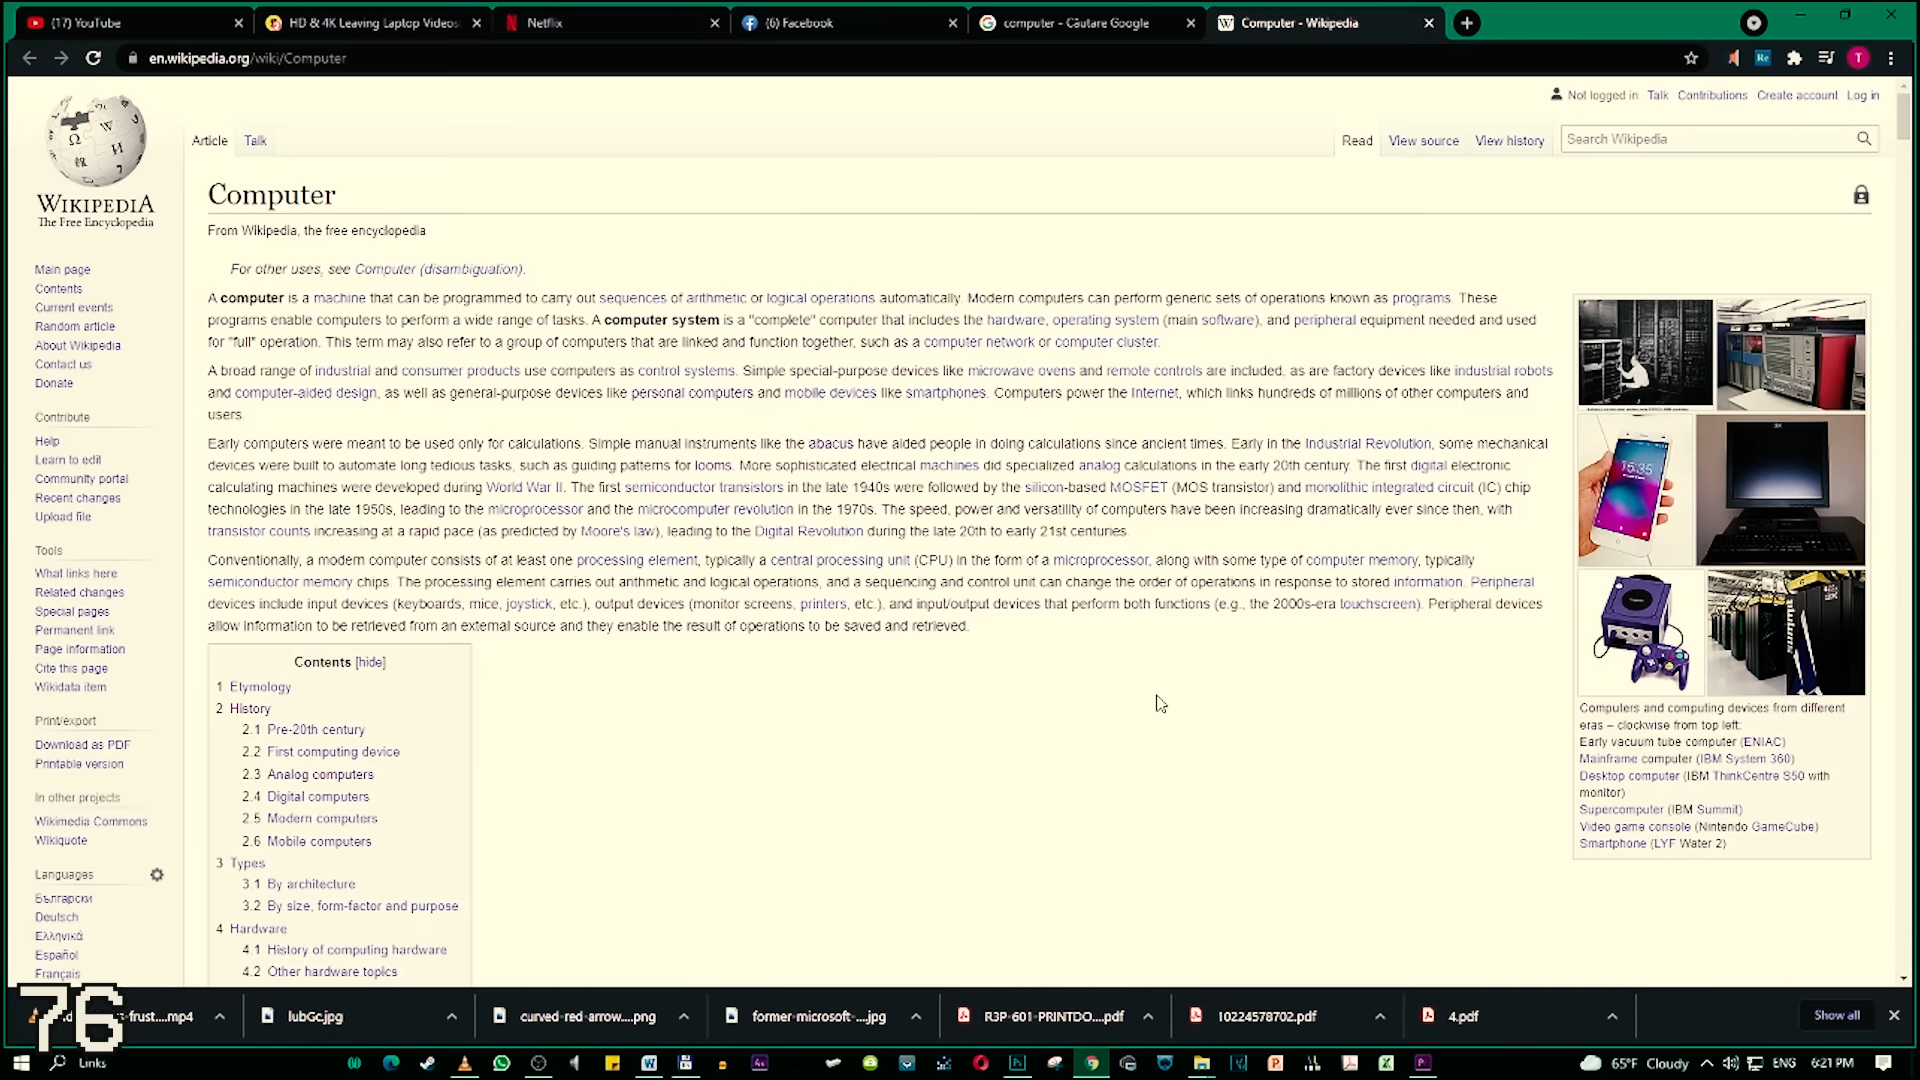 (17) YouTube
HD & 4K Leaving Laptop Videos
Netflix
(6) Facebook
computer - Căutare Google
Computer - Wikipedia
en.wikipedia.org/wiki/Computer
Re
T
Not logged in Talk Contributions Create account Log in
Article Talk
Read View source View history
Search Wikipedia
WIKIPEDIA
The Free Encyclopedia
Computer
From Wikipedia, the free encyclopedia
For other uses, see Computer (disambiguation).
A computer is a machine that can be programmed to carry out sequences of arithmetic or logical operations automatically. Modern computers can perform generic sets of operations known as programs. These
programs enable computers to perform a wide range of tasks. A computer system is a "complete" computer that includes the hardware, operating system (main software), and peripheral equipment needed and used
for "full" operation. This term may also refer to a group of computers that are linked and function together, such as a computer network or computer cluster.
A broad range of industrial and consumer products use computers as control systems. Simple special-purpose devices like microwave ovens and remote controls are included, as are factory devices like industrial robots
and computer-aided design, as well as general-purpose devices like personal computers and mobile devices like smartphones. Computers power the Internet, which links hundreds of millions of other computers and
users.
Early computers were meant to be used only for calculations. Simple manual instruments like the abacus have aided people in doing calculations since ancient times. Early in the Industrial Revolution, some mechanical
devices were built to automate long tedious tasks, such as guiding patterns for looms. More sophisticated electrical machines did specialized analog calculations in the early 20th century. The first digital electronic
calculating machines were developed during World War II. The first semiconductor transistors in the late 1940s were followed by the silicon-based MOSFET (MOS transistor) and monolithic integrated circuit (IC) chip
technologies in the late 1950s, leading to the microprocessor and the microcomputer revolution in the 1970s. The speed, power and versatility of computers have been increasing dramatically ever since then, with
transistor counts increasing at a rapid pace (as predicted by Moore's law), leading to the Digital Revolution during the late 20th to early 21st centuries.
Conventionally, a modern computer consists of at least one processing element, typically a central processing unit (CPU) in the form of a microprocessor, along with some type of computer memory, typically
semiconductor memory chips. The processing element carries out arithmetic and logical operations, and a sequencing and control unit can change the order of operations in response to stored information. Peripheral
devices include input devices (keyboards, mice, joystick, etc.), output devices (monitor screens, printers, etc.), and input/output devices that perform both functions (e.g., the 2000s-era touchscreen). Peripheral devices
allow information to be retrieved from an external source and they enable the result of operations to be saved and retrieved.
Contents [hide]
1 Etymology
2 History
2.1 Pre-20th century
2.2 First computing device
2.3 Analog computers
2.4 Digital computers
2.5 Modern computers
2.6 Mobile computers
3 Types
3.1 By architecture
3.2 By size, form-factor and purpose
4 Hardware
4.1 History of computing hardware
4.2 Other hardware topics
15:35
Computers and computing devices from different
eras – clockwise from top left:
Early vacuum tube computer (ENIAC)
Mainframe computer (IBM System 360)
Desktop computer (IBM ThinkCentre S50 with
monitor)
Supercomputer (IBM Summit)
Video game console (Nintendo GameCube)
Smartphone (LYF Water 2)
Main page
Contents
Current events
Random article
About Wikipedia
Contact us
Donate
Contribute
Help
Learn to edit
Community portal
Recent changes
Upload file
Tools
What links here
Related changes
Special pages
Permanent link
Page information
Cite this page
Wikidata item
Print/export
Download as PDF
Printable version
In other projects
Wikimedia Commons
Wikiquote
Languages
Български
Deutsch
Ελληνικά
Español
Français
76
frust....mp4
lubGc.jpg
curved-red-arrow....png
former-microsoft-...jpg
R3P-601-PRINTDO....pdf
10224578702.pdf
4.pdf
Show all
Links
65°F Cloudy
ENG
6:21 PM